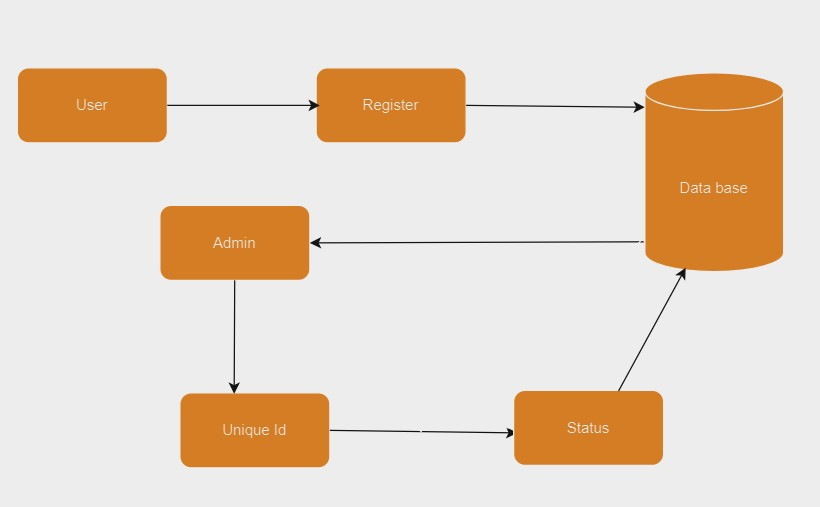 User
Register
Data base
Admin
Unique Id
Status